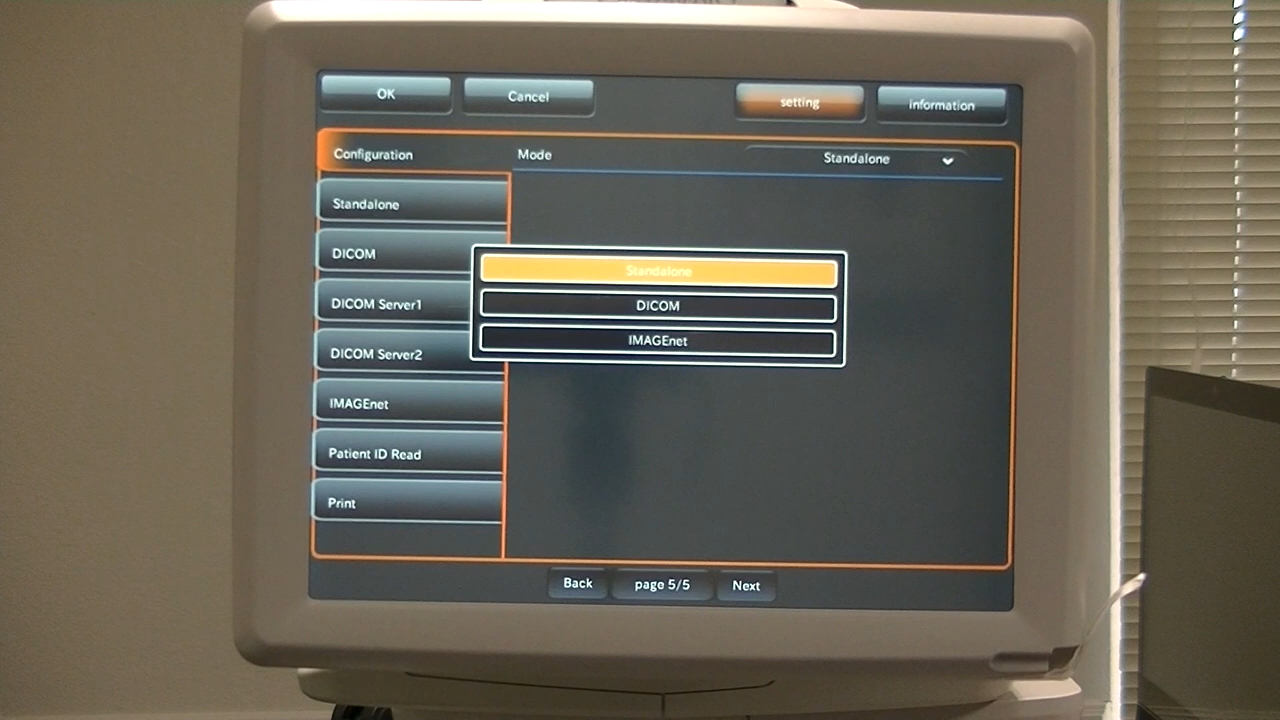 OK
Cancel
setting
information
Configuration
Mode
Standalone
Standalone
DICOM
DICOM Server1
DICOM Server2
IMAGEnet
Patient ID Read
Print
Standalone
DICOM
IMAGEnet
Back
page 5/5
Next